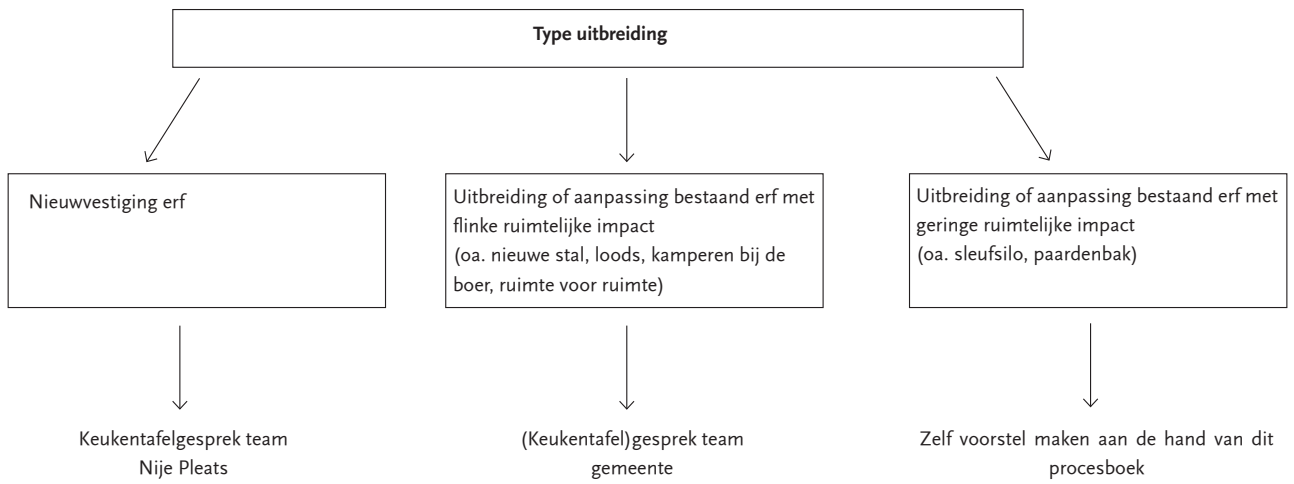 Type uitbreiding
Nieuwvestiging erf
Uitbreiding of aanpassing bestaand erf met
flinke ruimtelijke impact
(oa. nieuwe stal, loods, kamperen bij de
boer, ruimte voor ruimte)
Uitbreiding of aanpassing bestaand erf met
geringe ruimtelijke impact
(oa. sleufsilo, paardenbak)
Keukentafelgesprek team
Nije Pleats
(Keukentafel)gesprek team
gemeente
Zelf voorstel maken aan de hand van dit
procesboek